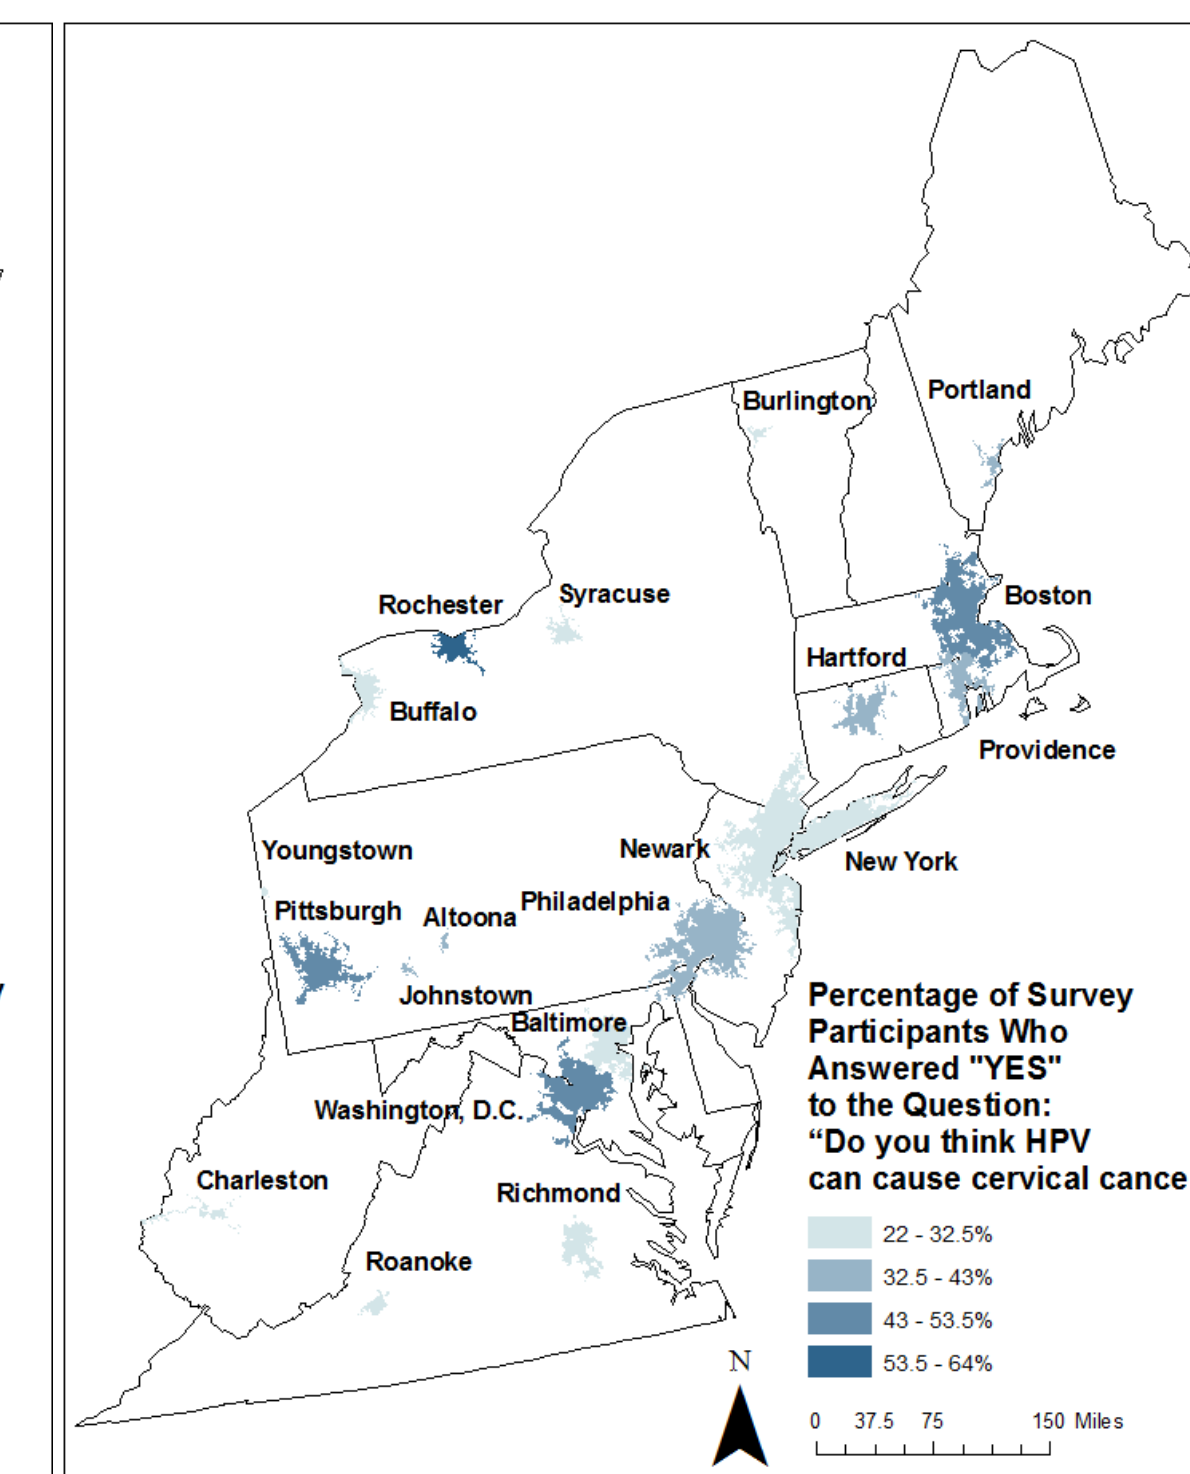 Burlington
Portland
Rochester
Syracuse
Boston
Hartford
Buffalo
Providence
Youngstown
Newark
New York
Pittsburgh
Altoona
Philadelphia
Johnstown
Baltimore
Washington, D.C.
Charleston
Richmond
Roanoke
Percentage of Survey
Participants Who
Answered "YES"
to the Question:
“Do you think HPV
can cause cervical cance
22 - 32.5%
32.5 - 43%
43 - 53.5%
53.5 - 64%
N
0 37.5 75 150 Miles